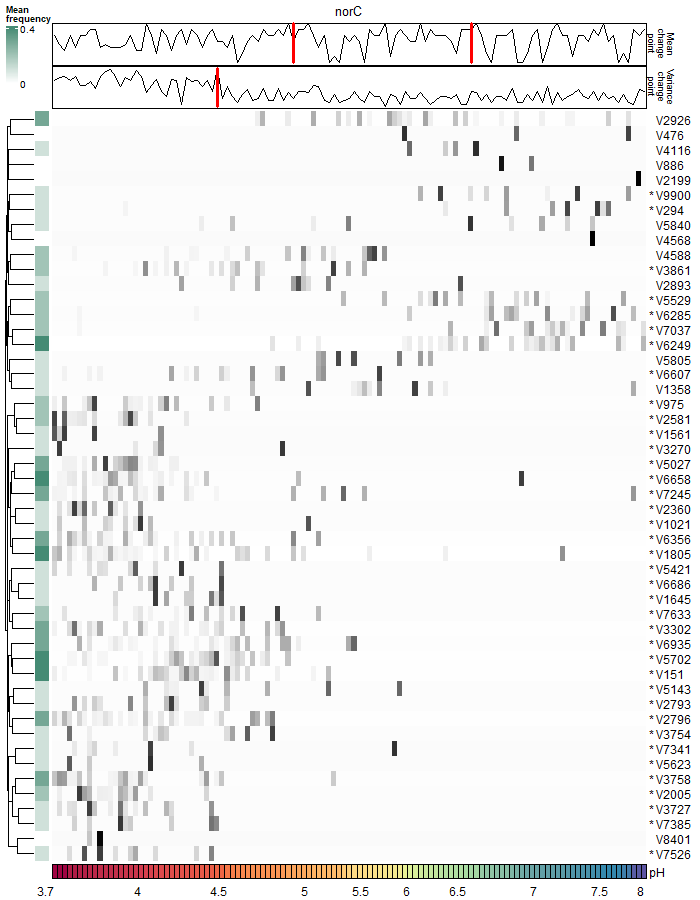 norC
Mean
frequency
0.4
0
Mean
change
point
Variance
change
point
V2926
V476
V4116
V886
V2199
* V9900
* V294
V5840
V4568
V4588
* V3861
V2893
* V5529
* V6285
* V7037
* V6249
V5805
* V6607
V1358
* V975
* V2581
* V1561
* V3270
* V5027
* V6658
* V7245
* V2360
* V1021
* V6356
* V1805
* V5421
* V6686
* V1645
* V7633
* V3302
* V6935
* V5702
* V151
* V5143
* V2793
* V2796
* V3754
* V7341
* V5623
* V3758
* V2005
* V3727
* V7385
V8401
* V7526
pH
3.7 4 4.5 5 5.5 6 6.5 7 7.5 8